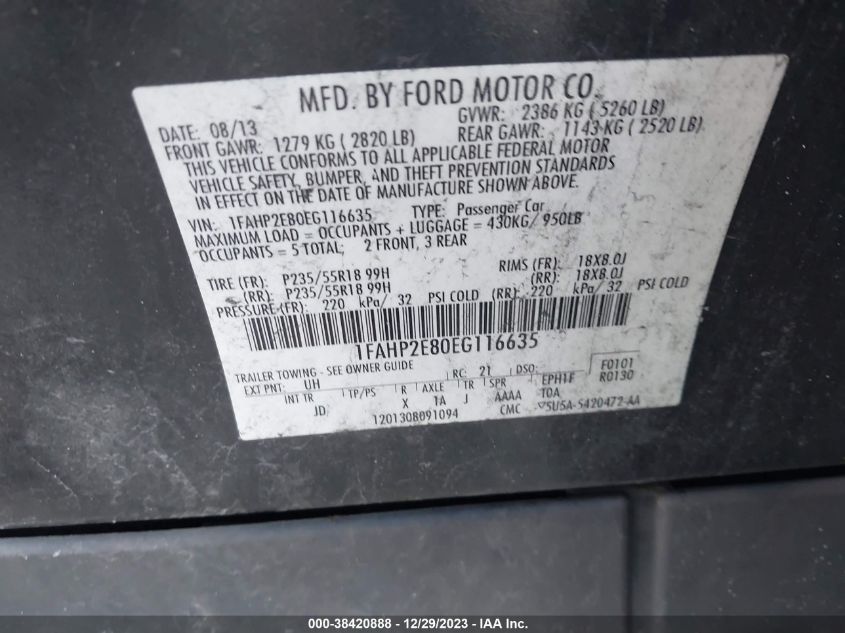 MFD. BY FORD MOTOR CO.
DATE: 08/13 GVWR: 2386 KG ( 5260 LB)
FRONT GAWR: 1279 KG ( 2820 LB) REAR GAWR: 1143 KG ( 2520 LB)
THIS VEHICLE CONFORMS TO ALL APPLICABLE FEDERAL MOTOR
VEHICLE SAFETY, BUMPER, AND THEFT PREVENTION STANDARDS
IN EFFECT ON THE DATE OF MANUFACTURE SHOWN ABOVE.
VIN: 1FAHP2E80EG116635 TYPE: Passenger Car
MAXIMUM LOAD = OCCUPANTS + LUGGAGE = 430KG/ 950LB
OCCUPANTS = 5 TOTAL: 2 FRONT, 3 REAR
TIRE (FR): P235/55R18 99H RIMS (FR): 18X8.0J
(RR): P235/55R18 99H (RR): 18X8.0J
PRESSURE(FR): 220 kPa/ 32 PSI COLD (RR): 220 kPa/ 32 PSI COLD
1FAHP2E80EG116635
TRAILER TOWING - SEE OWNER GUIDE F0101
EXT PNT: UH RC: 21 DSO: R0130
INT TR TP/PS R AXLE TR SPR EPH1F
JD X 1A J AAAA T0A
1201308091094 CMC 5U5A-5420472-AA
000-38420888 - 12/29/2023 - IAA Inc.